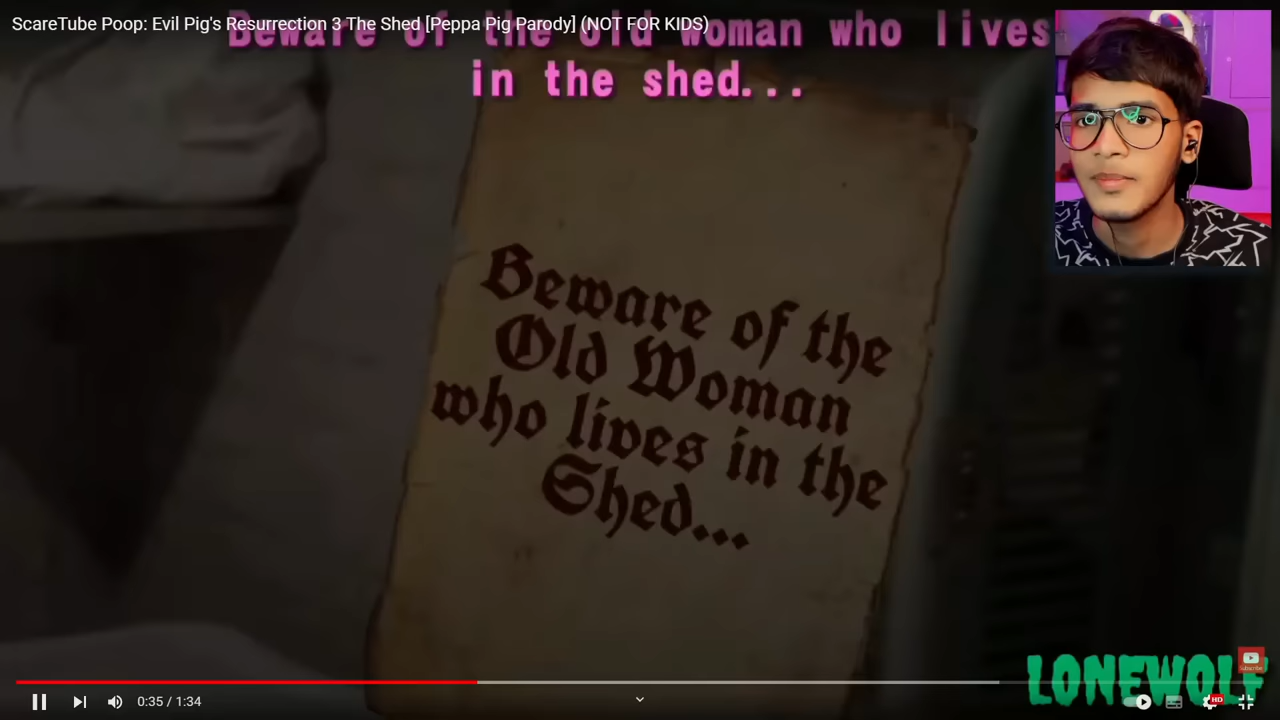 ScareTube Poop: Evil Pig's Resurrection 3 The Shed [Peppa Pig Parody] (NOT FOR KIDS)
Beware of the old woman who lives
in the shed...
Beware of the
Old Woman
who lives in the
Shed...
LONEWOLF
Subscribe
0:35 / 1:34
HD